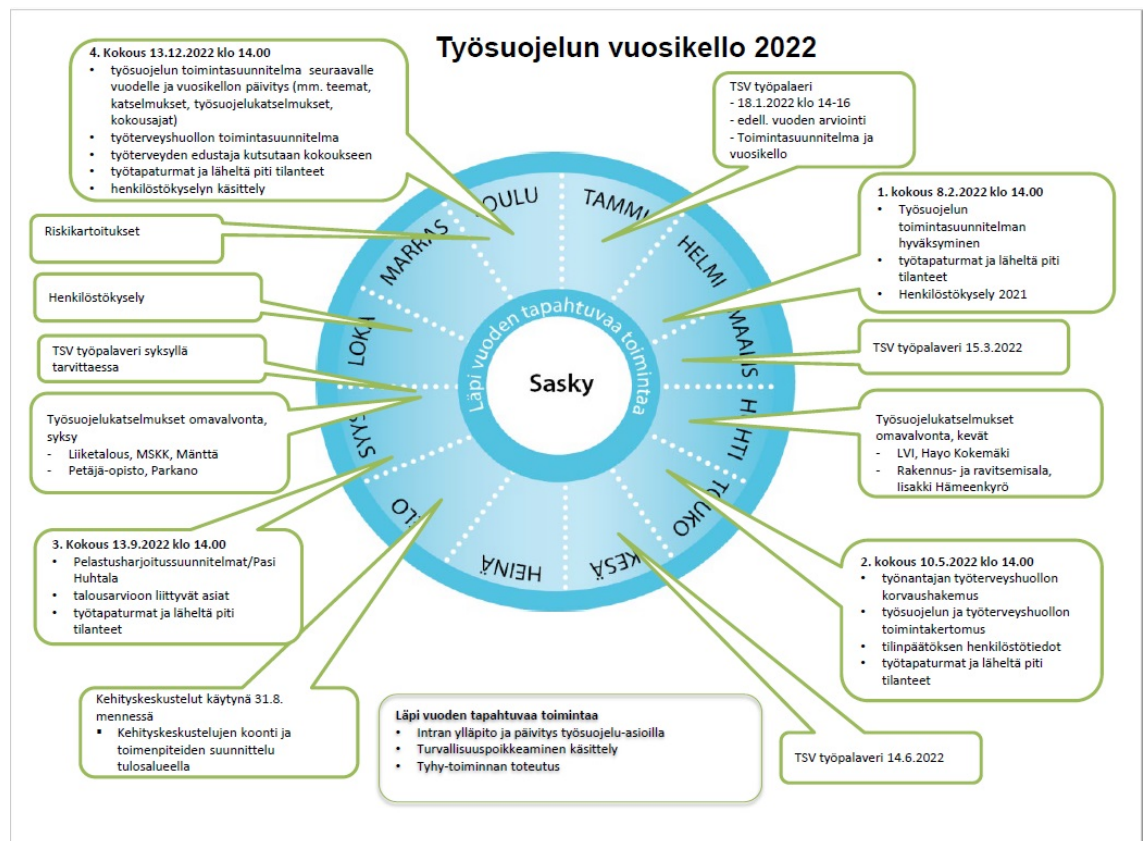 Työsuojelun vuosikello 2022
4. Kokous 13.12.2022 klo 14.00
• työsuojelun toimintasuunnitelma seuraavalle
vuodelle ja vuosikellon päivitys (mm. teemat,
katselmukset, työsuojelukatselmukset,
kokousajat)
• työterveyshuollon toimintasuunnitelma
• työterveyden edustaja kutsutaan kokoukseen
• työtapaturmat ja läheltä piti tilanteet
• henkilöstökyselyn käsittely
TSV työpalaeri
- 18.1.2022 klo 14-16
- edell. vuoden arviointi
- Toimintasuunnitelma ja
vuosikello
1. kokous 8.2.2022 klo 14.00
• Työsuojelun
toimintasuunnitelman
hyväksyminen
• työtapaturmat ja läheltä piti
tilanteet
• Henkilöstökysely 2021
TSV työpalaveri 15.3.2022
Työsuojelukatselmukset
omavalvonta, kevät
- LVI, Hayo Kokemäki
- Rakennus- ja ravitsemisala,
Iisakki Hämeenkyrö
2. kokous 10.5.2022 klo 14.00
• työnantajan työterveyshuollon
korvaushakemus
• työsuojelun ja työterveyshuollon
toimintakertomus
• tilinpäätöksen henkilöstötiedot
• työtapaturmat ja läheltä piti
tilanteet
TSV työpalaveri 14.6.2022
Läpi vuoden tapahtuvaa toimintaa
• Intran ylläpito ja päivitys työsuojelu-asioilla
• Turvallisuuspoikkeaminen käsittely
• Tyhy-toiminnan toteutus
Kehityskeskustelut käytynä 31.8.
mennessä
▪ Kehityskeskustelujen koonti ja
toimenpiteiden suunnittelu
tulosalueella
3. Kokous 13.9.2022 klo 14.00
• Pelastusharjoitussuunnitelmat/Pasi
Huhtala
• talousarvioon liittyvät asiat
• työtapaturmat ja läheltä piti
tilanteet
Työsuojelukatselmukset omavalvonta,
syksy
- Liiketalous, MSKK, Mänttä
- Petäjä-opisto, Parkano
TSV työpalaveri syksyllä
tarvittaessa
Henkilöstökysely
Riskikartoitukset
TAMMI
HELMI
MAALIS
HUHTI
TOUKO
KESÄ
HEINÄ
ELO
SYYS
LOKA
MARRAS
JOULU
Läpi vuoden tapahtuvaa toimintaa
Sasky